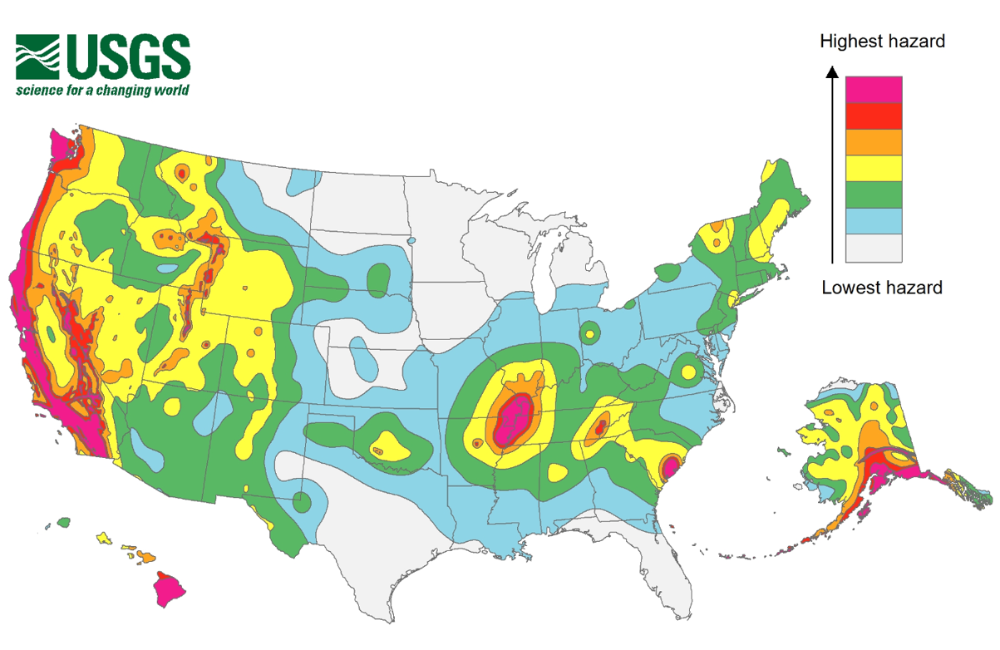 USGS
science for a changing world
Highest hazard
Lowest hazard